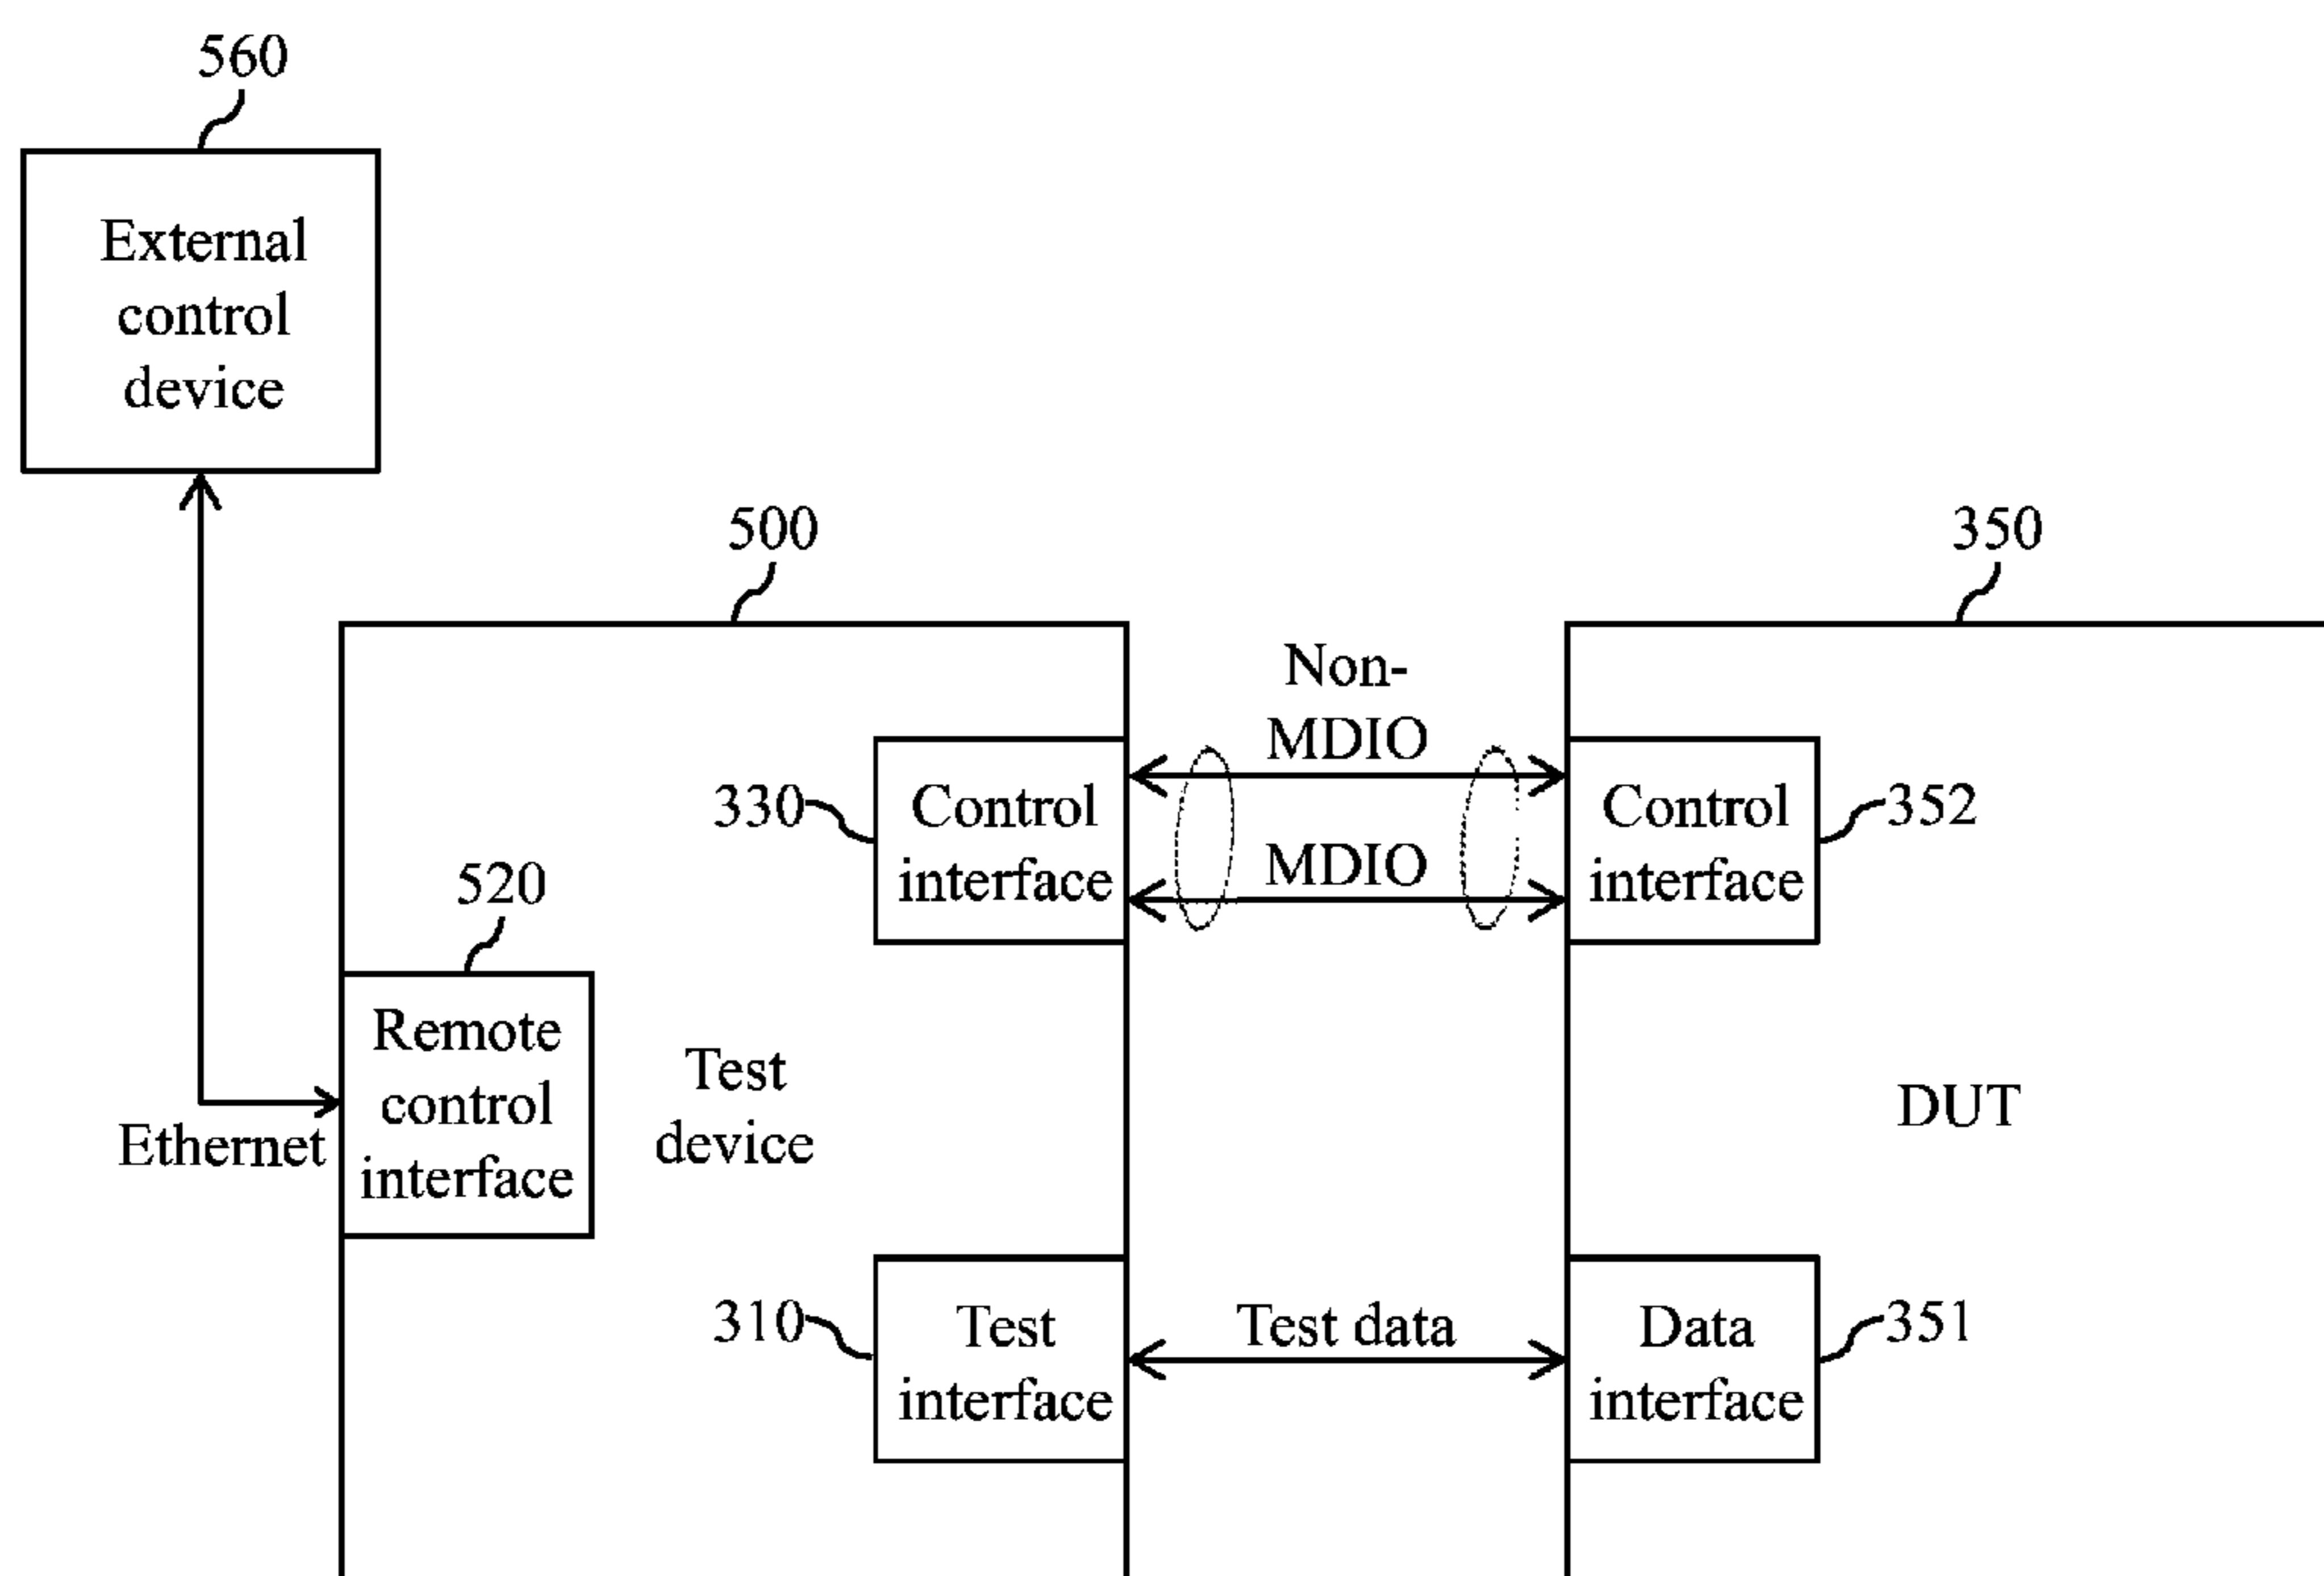 560
External
control
device
500
350
Non-
MDIO
330
Control
interface
MDIO
Control
interface
352
520
Remote
control
interface
Ethernet
Test
device
DUT
310
Test
interface
Test data
Data
interface
351